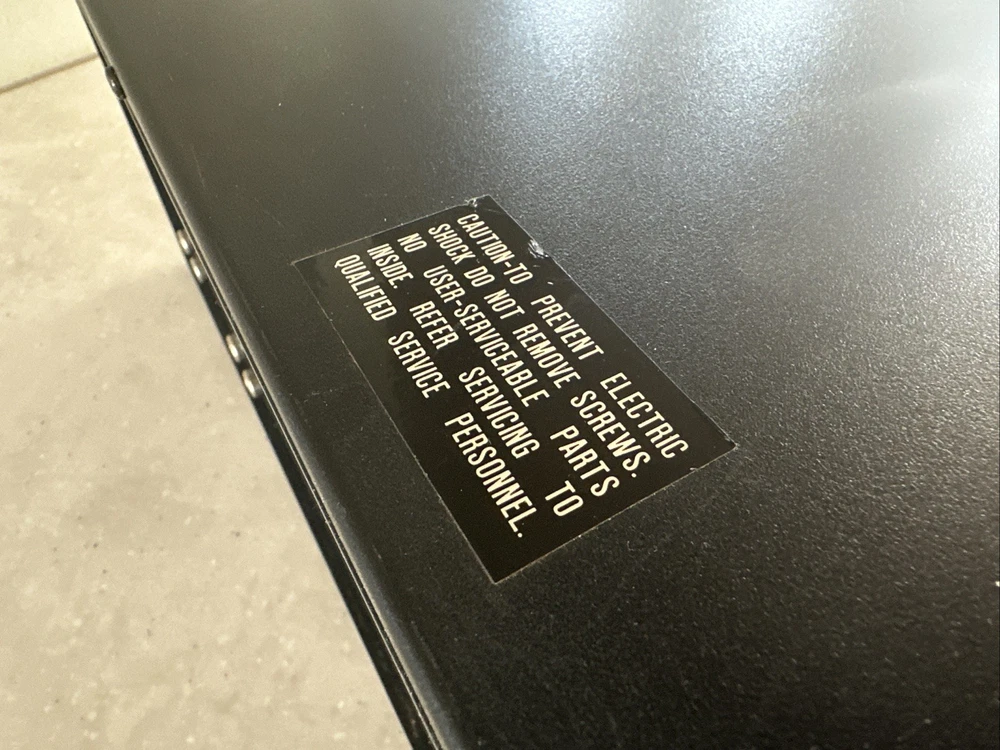 CAUTION-TO PREVENT ELECTRIC
SHOCK DO NOT REMOVE SCREWS.
NO USER-SERVICEABLE PARTS
INSIDE. REFER SERVICING TO
QUALIFIED SERVICE PERSONNEL.